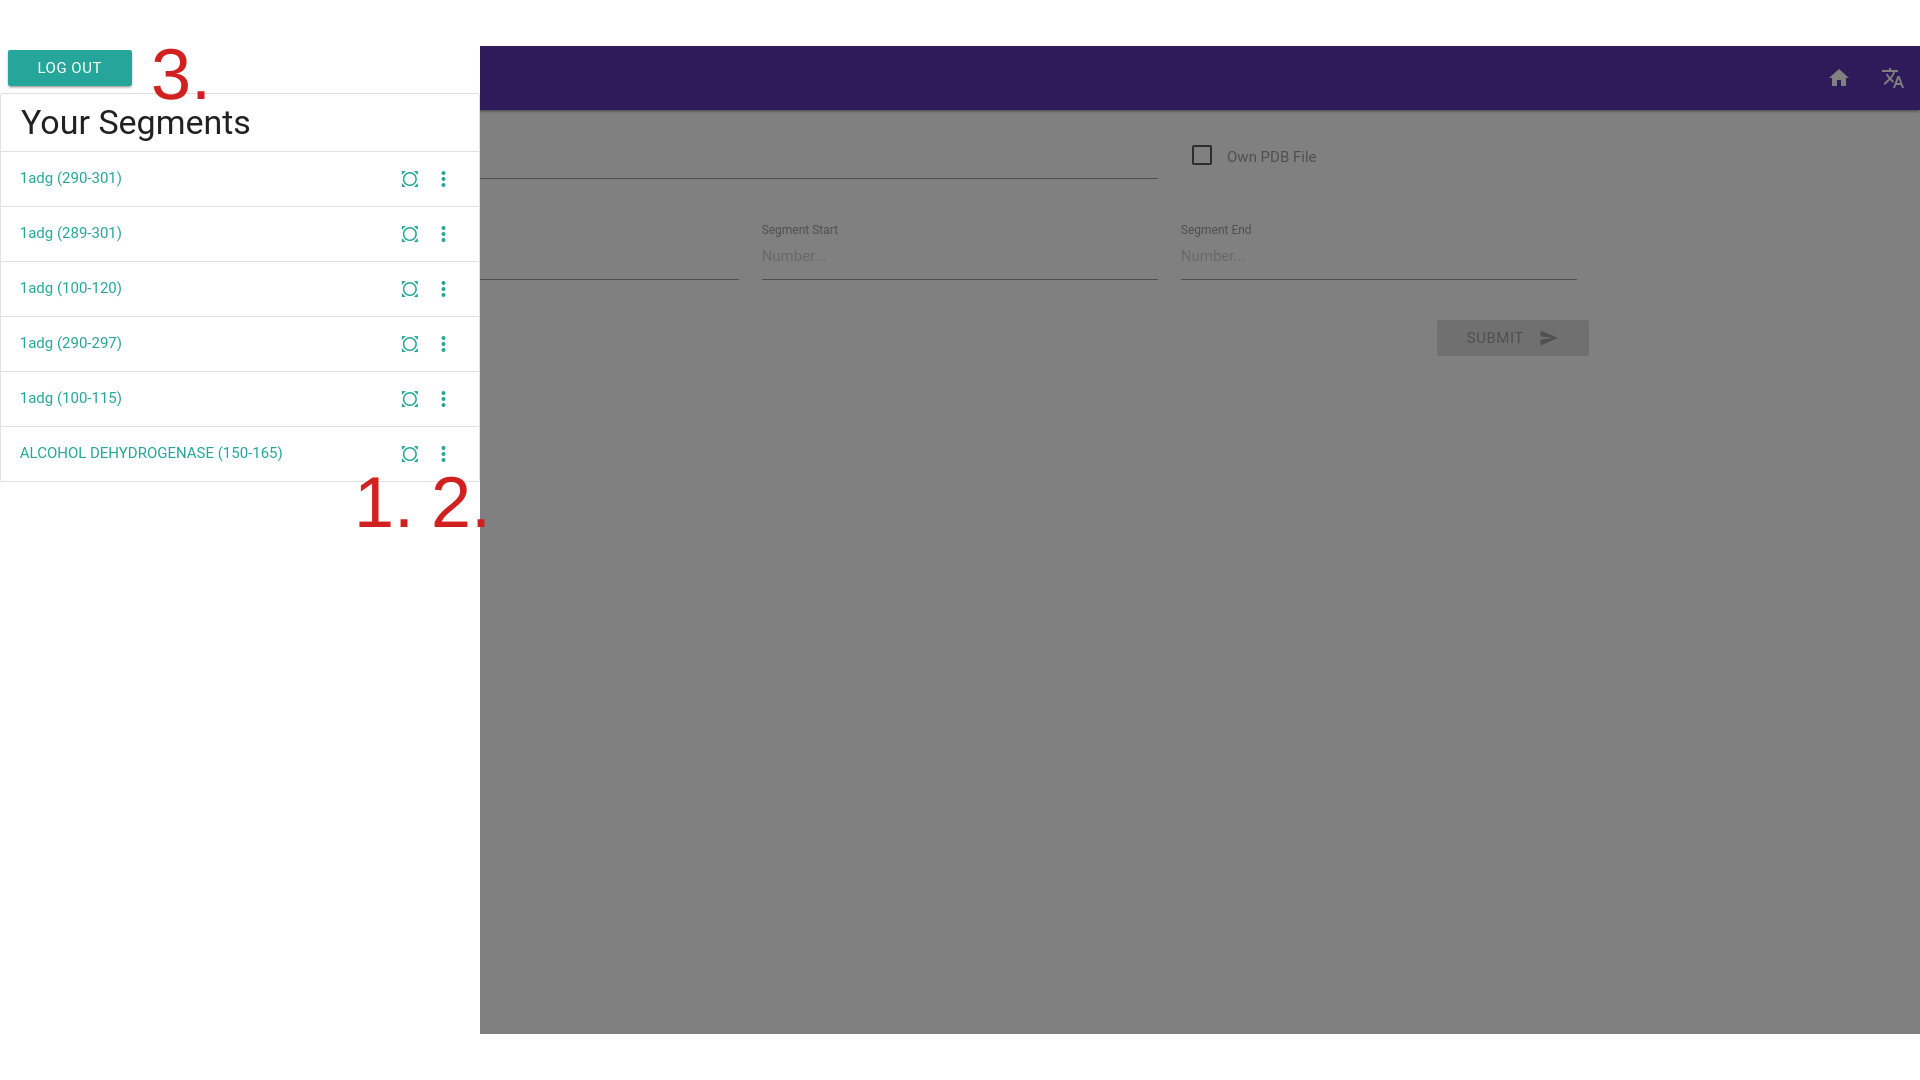 LOG OUT
3.
Your Segments
1adg (290-301)
1adg (289-301)
1adg (100-120)
1adg (290-297)
1adg (100-115)
ALCOHOL DEHYDROGENASE (150-165)
1. 2.
Own PDB File
Segment Start
Number...
Segment End
Number...
SUBMIT